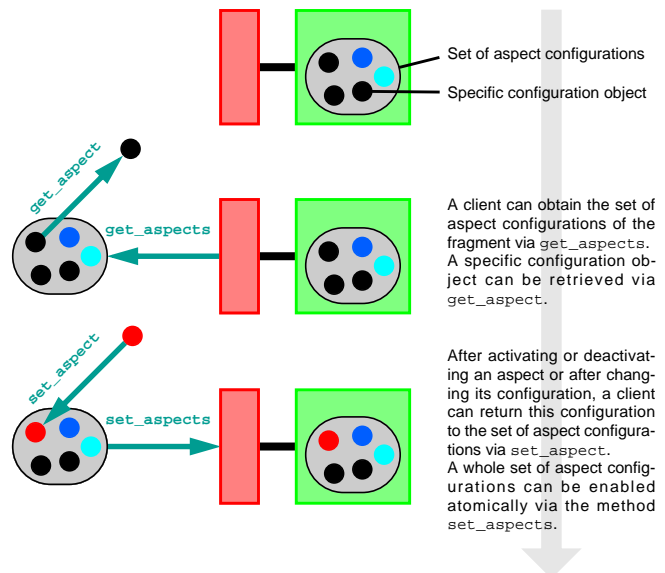 Set of aspect configurations
Specific configuration object
get_aspect
get_aspects
A client can obtain the set of
aspect configurations of the
fragment via get_aspects.
A specific configuration ob-
ject can be retrieved via
get_aspect.
set_aspect
set_aspects
After activating or deactivat-
ing an aspect or after chang-
ing its configuration, a client
can return this configuration
to the set of aspect configura-
tions via set_aspect.
A whole set of aspect config-
urations can be enabled
atomically via the method
set_aspects.